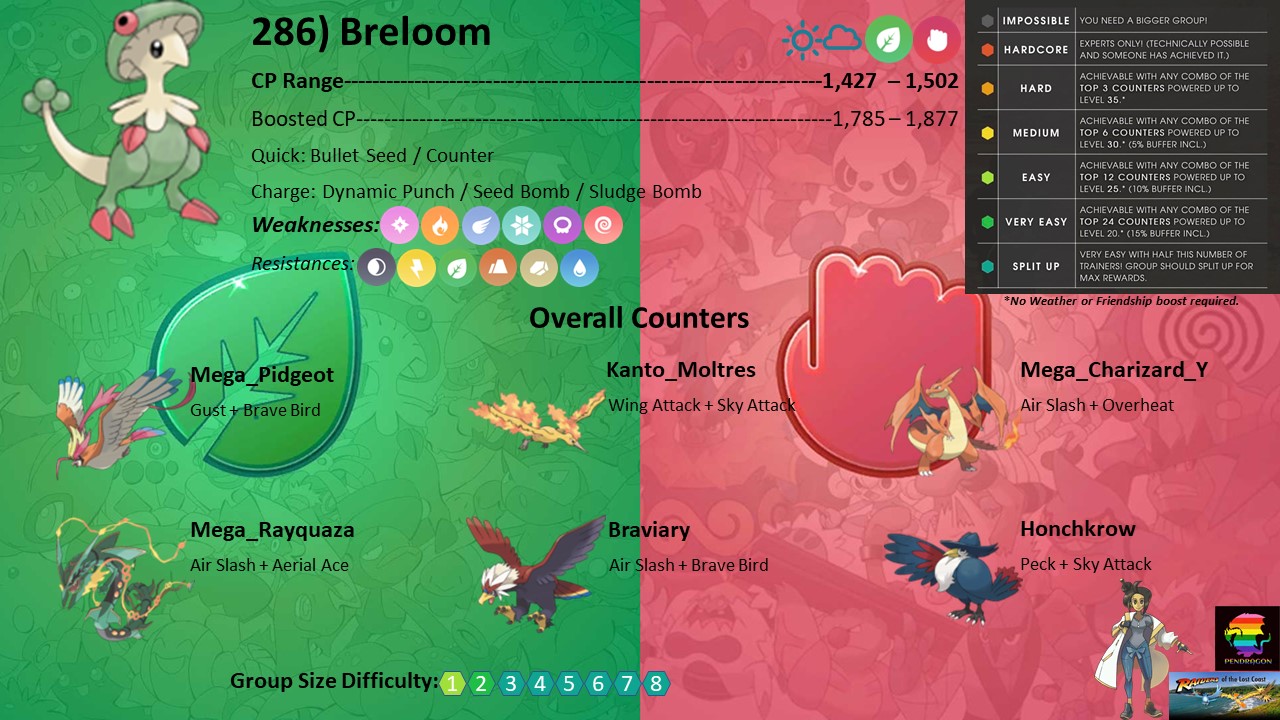 286) Breloom
CP Range------------------------------------------------------------------------------------1,427 – 1,502
Boosted CP------------------------------------------------------------------------------------1,785 – 1,877
Quick: Bullet Seed / Counter
Charge: Dynamic Punch / Seed Bomb / Sludge Bomb
Weaknesses:
Resistances:
IMPOSSIBLE YOU NEED A BIGGER GROUP!
HARDCORE EXPERTS ONLY! (TECHNICALLY POSSIBLE
AND SOMEONE HAS ACHIEVED IT.)
HARD ACHIEVABLE WITH ANY COMBO OF THE
TOP 3 COUNTERS POWERED UP TO
LEVEL 35.*
MEDIUM ACHIEVABLE WITH ANY COMBO OF THE
TOP 6 COUNTERS POWERED UP TO
LEVEL 30.* (5% BUFFER INCL.)
EASY ACHIEVABLE WITH ANY COMBO OF THE
TOP 12 COUNTERS POWERED UP TO
LEVEL 25.* (10% BUFFER INCL.)
VERY EASY ACHIEVABLE WITH ANY COMBO OF THE
TOP 24 COUNTERS POWERED UP TO
LEVEL 20.* (15% BUFFER INCL.)
SPLIT UP VERY EASY WITH HALF THIS NUMBER OF
TRAINERS! GROUP SHOULD SPLIT UP FOR
MAX REWARDS.
*No Weather or Friendship boost required.
Overall Counters
Mega_Pidgeot
Gust + Brave Bird
Kanto_Moltres
Wing Attack + Sky Attack
Mega_Charizard_Y
Air Slash + Overheat
Mega_Rayquaza
Air Slash + Aerial Ace
Braviary
Air Slash + Brave Bird
Honchkrow
Peck + Sky Attack
Group Size Difficulty: 1 2 3 4 5 6 7 8
PENDRAGON
RAIDERS of the Lost Coast